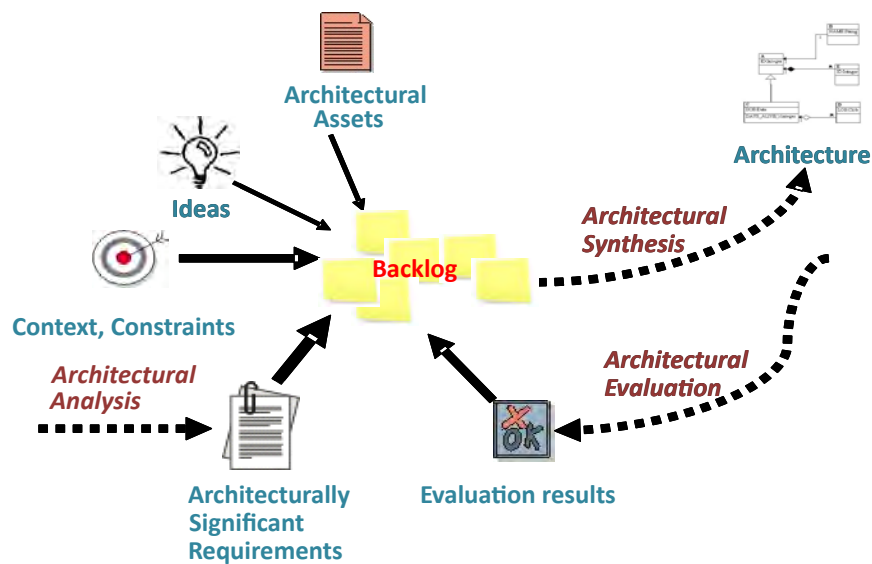 Architectural
Assets
Ideas
Context, Constraints
Backlog
Architecture
Architectural
Synthesis
Architectural
Analysis
Architectural
Evaluation
OK
Architecturally
Significant
Requirements
Evaluation results